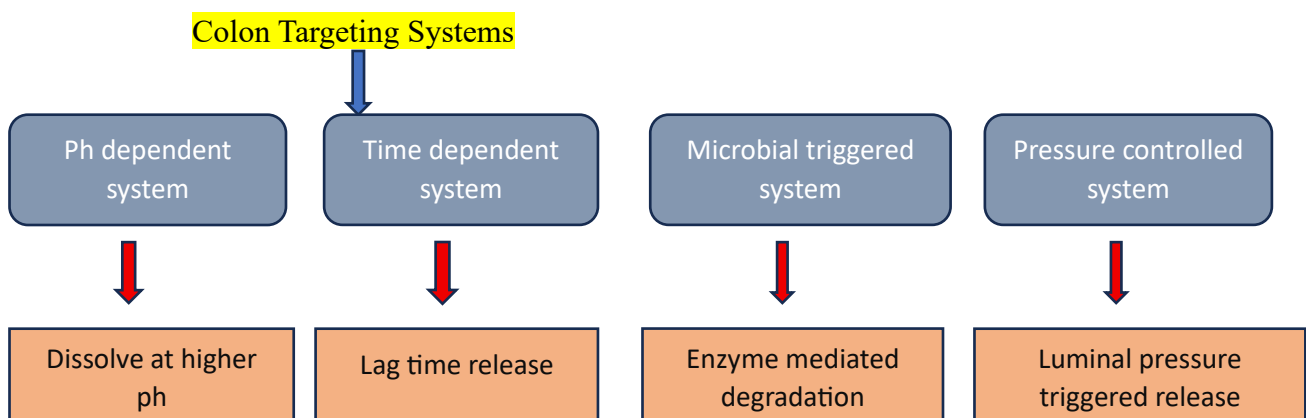 Colon Targeting Systems
Ph dependent
system
Time dependent
system
Microbial triggered
system
Pressure controlled
system
Dissolve at higher
ph
Lag time release
Enzyme mediated
degradation
Luminal pressure
triggered release